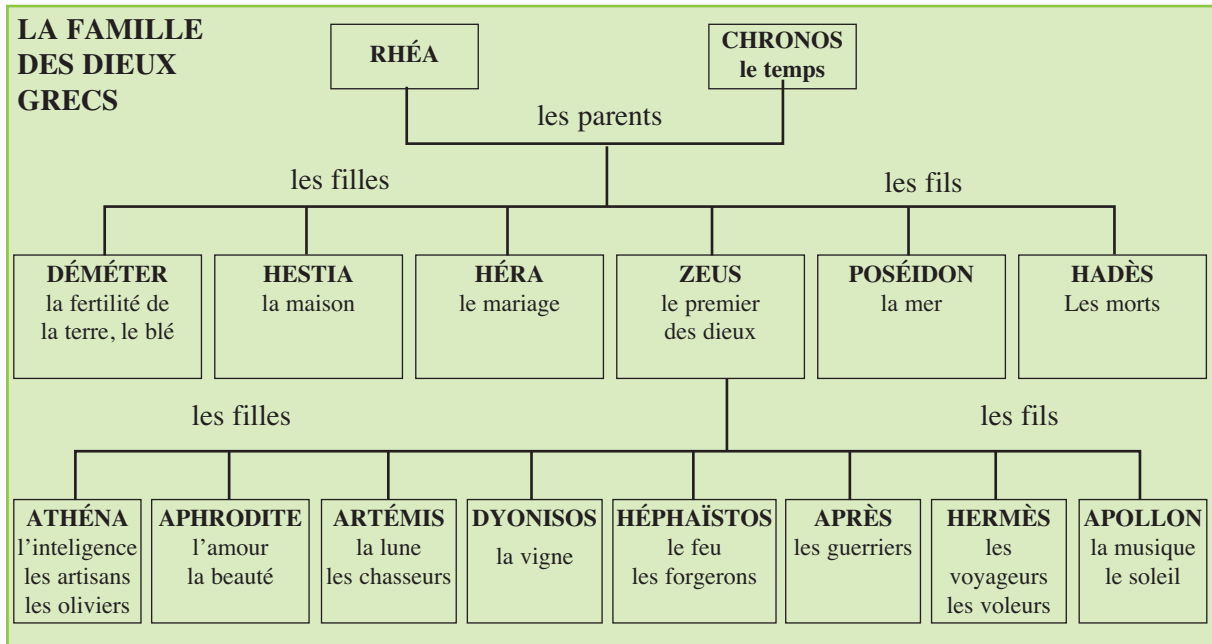 LA FAMILLE
DES DIEUX
GRECS
RHÉA
CHRONOS
le temps
les parents
les filles
les fils
DÉMÉTER
la fertilité de
la terre, le blé
HESTIA
la maison
HÉRA
le mariage
ZEUS
le premier
des dieux
POSÉIDON
la mer
HADÈS
Les morts
les filles
les fils
ATHÉNA
l’inteligence
les artisans
les oliviers
APHRODITE
l’amour
la beauté
ARTÉMIS
la lune
les chasseurs
DYONISOS
la vigne
HÉPHAÏSTOS
le feu
les forgerons
APRÈS
les guerriers
HERMÈS
les
voyageurs
les voleurs
APOLLON
la musique
le soleil